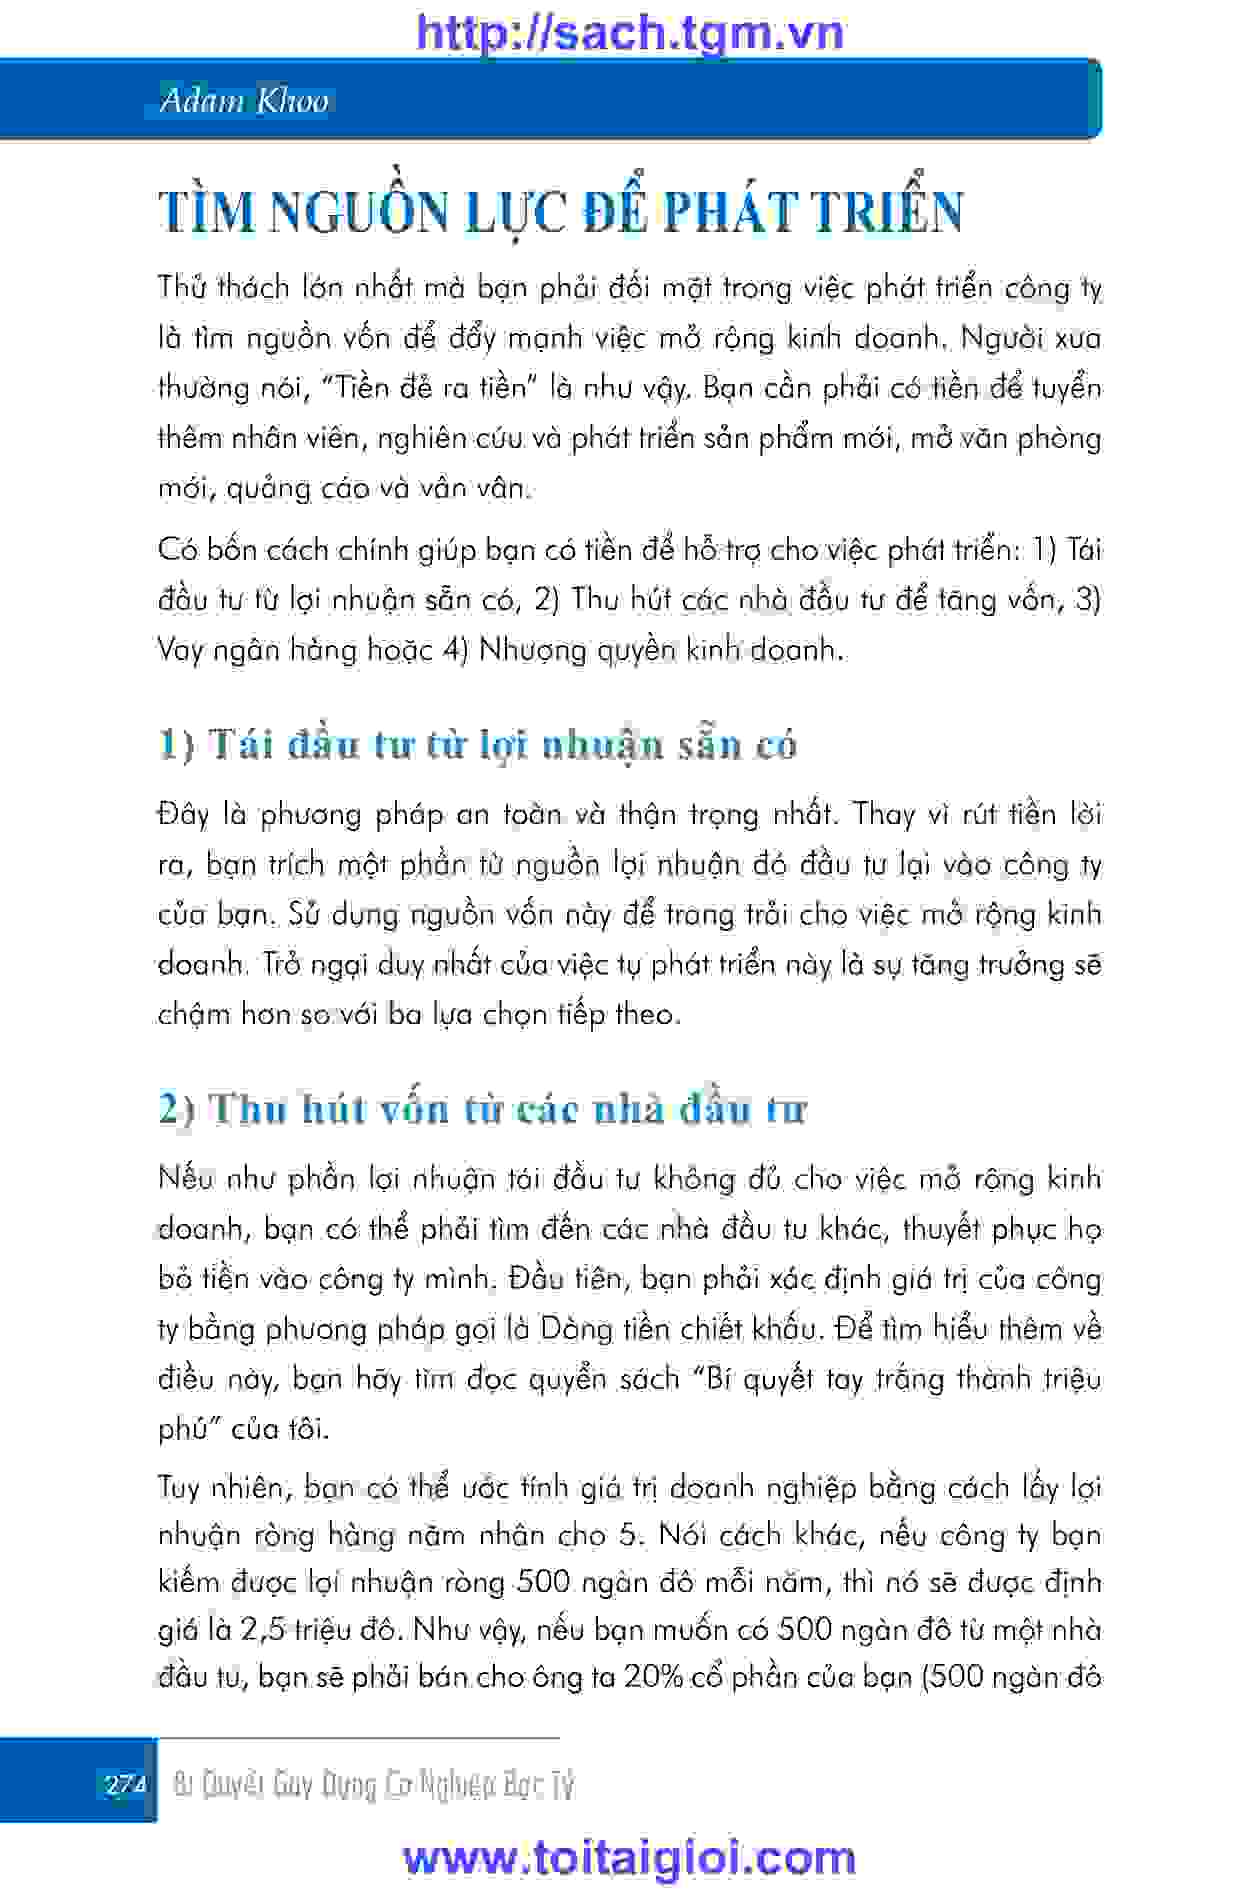 http://sach.tgm.vn
Adam Khoo
TÌM NGUỒN LỰC ĐỂ PHÁT TRIỂN
Thử thách lớn nhất mà bạn phải đối mặt trong việc phát triển công ty
là tìm nguồn vốn để đẩy mạnh việc mở rộng kinh doanh. Người xưa
thường nói, “Tiền đẻ ra tiền” là như vậy. Bạn cần phải có tiền để tuyển
thêm nhân viên, nghiên cứu và phát triển sản phẩm mới, mở văn phòng
mới, quảng cáo và vân vân.
Có bốn cách chính giúp bạn có tiền để hỗ trợ cho việc phát triển: 1) Tái
đầu tư từ lợi nhuận sẵn có, 2) Thu hút các nhà đầu tư để tăng vốn, 3)
Vay ngân hàng hoặc 4) Nhượng quyền kinh doanh.
1) Tái đầu tư từ lợi nhuận sẵn có
Đây là phương pháp an toàn và thận trọng nhất. Thay vì rút tiền lời
ra, bạn trích một phần từ nguồn lợi nhuận đó đầu tư lại vào công ty
của bạn. Sử dụng nguồn vốn này để trang trải cho việc mở rộng kinh
doanh. Trở ngại duy nhất của việc tự phát triển này là sự tăng trưởng sẽ
chậm hơn so với ba lựa chọn tiếp theo.
2) Thu hút vốn từ các nhà đầu tư
Nếu như phần lợi nhuận tái đầu tư không đủ cho việc mở rộng kinh
doanh, bạn có thể phải tìm đến các nhà đầu tư khác, thuyết phục họ
bỏ tiền vào công ty mình. Đầu tiên, bạn phải xác định giá trị của công
ty bằng phương pháp gọi là Dòng tiền chiết khấu. Để tìm hiểu thêm về
điều này, bạn hãy tìm đọc quyển sách “Bí quyết tay trắng thành triệu
phú” của tôi.
Tuy nhiên, bạn có thể ước tính giá trị doanh nghiệp bằng cách lấy lợi
nhuận ròng hàng năm nhân cho 5. Nói cách khác, nếu công ty bạn
kiếm được lợi nhuận ròng 500 ngàn đô mỗi năm, thì nó sẽ được định
giá là 2,5 triệu đô. Như vậy, nếu bạn muốn có 500 ngàn đô từ một nhà
đầu tư, bạn sẽ phải bán cho ông ta 20% cổ phần của bạn (500 ngàn đô
274 Bí Quyết Gây Dựng Cơ Nghiệp Bạc Tỷ
www.toitaigioi.com